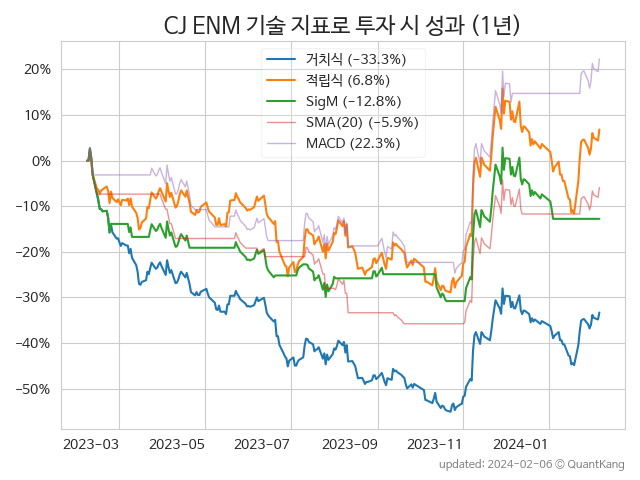 CJ ENM 기술 지표로 투자 시 성과 (1년)
거치식 (−33.3%)
적립식 (6.8%)
SigM (−12.8%)
SMA(20) (−5.9%)
MACD (22.3%)
20%
10%
0%
−10%
−20%
−30%
−40%
−50%
2023-03 2023-05 2023-07 2023-09 2023-11 2024-01
updated: 2024-02-06 © QuantKang